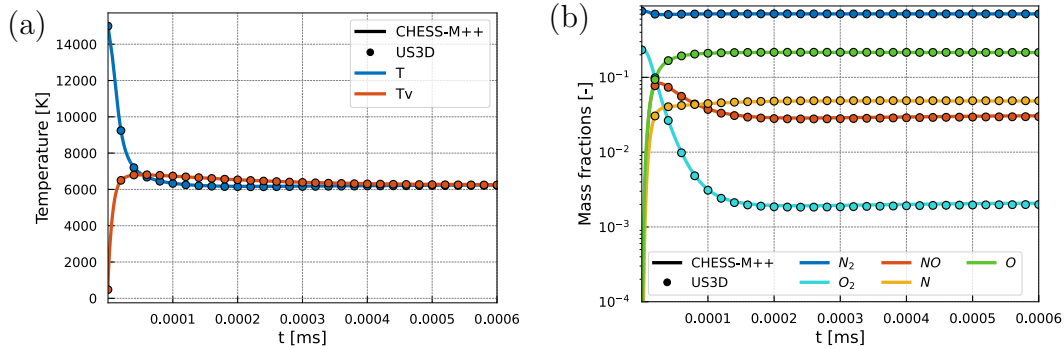 (a)
14000
12000
10000
8000
6000
4000
2000
0
Temperature [K]
CHESS-M++
US3D
T
Tv
0.0001 0.0002 0.0003 0.0004 0.0005 0.0006
t [ms]
(b)
10⁻¹
10⁻²
10⁻³
10⁻⁴
Mass fractions [-]
CHESS-M++ N₂ NO O
US3D O₂ N
0.0001 0.0002 0.0003 0.0004 0.0005 0.0006
t [ms]